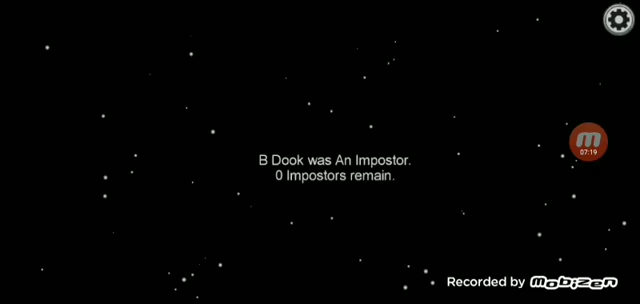 B Dook was An Impostor.
0 Impostors remain.
07:19
Recorded by mobizen